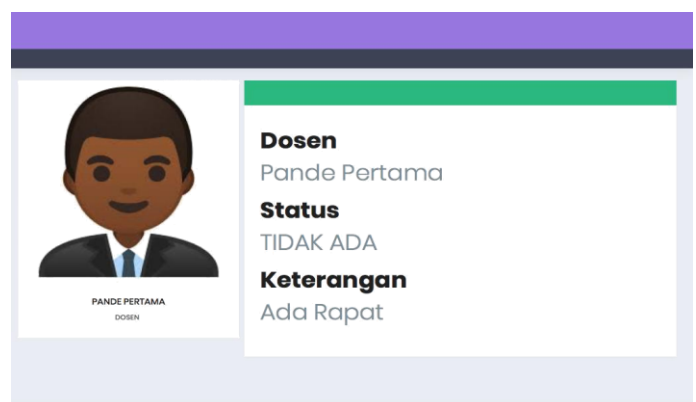 PANDE PERTAMA
DOSEN
Dosen
Pande Pertama
Status
TIDAK ADA
Keterangan
Ada Rapat